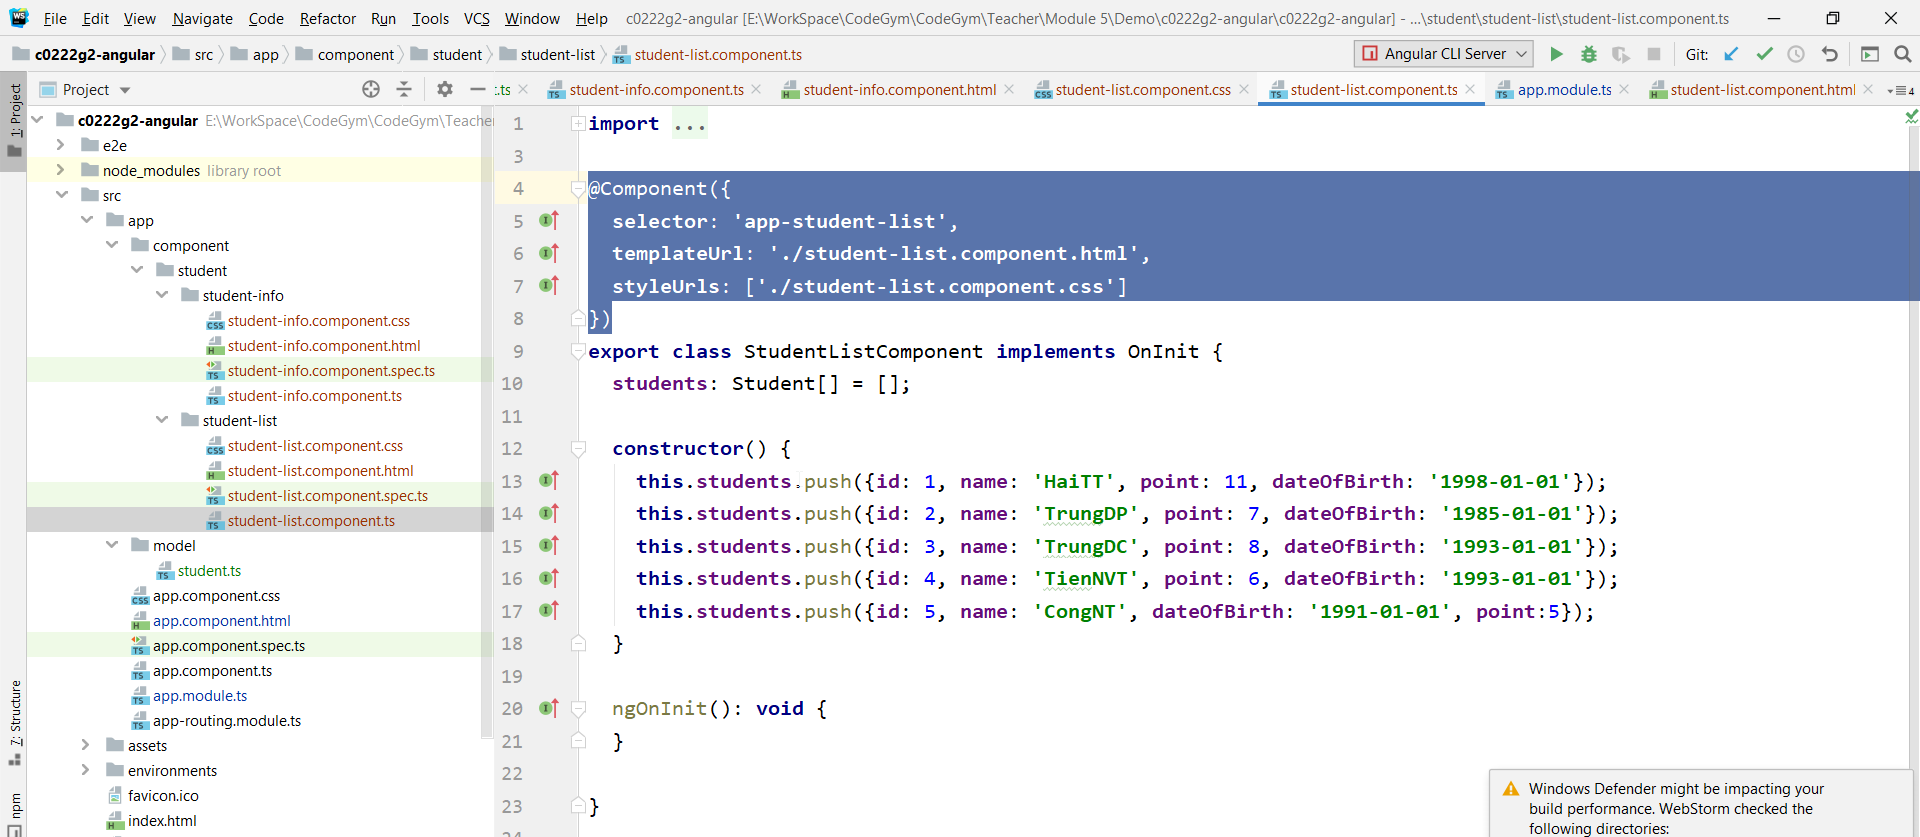 File Edit View Navigate Code Refactor Run Tools VCS Window Help c0222g2-angular [E:\WorkSpace\CodeGym\CodeGym\Teacher\Module 5\Demo\c0222g2-angular\c0222g2-angular] - ...\student\student-list\student-list.component.ts
c0222g2-angular src app component student student-list student-list.component.ts Angular CLI Server Git:
Project .ts student-info.component.ts student-info.component.html student-list.component.css student-list.component.ts app.module.ts student-list.component.html 4
1: Project
7: Structure
npm
c0222g2-angular E:\WorkSpace\CodeGym\CodeGym\Teache
e2e
node_modules library root
src
app
component
student
student-info
student-info.component.css
student-info.component.html
student-info.component.spec.ts
student-info.component.ts
student-list
student-list.component.css
student-list.component.html
student-list.component.spec.ts
student-list.component.ts
model
student.ts
app.component.css
app.component.html
app.component.spec.ts
app.component.ts
app.module.ts
app-routing.module.ts
assets
environments
favicon.ico
index.html
1 import ...
3
4 @Component({
5 selector: 'app-student-list',
6 templateUrl: './student-list.component.html',
7 styleUrls: ['./student-list.component.css']
8 })
9 export class StudentListComponent implements OnInit {
10 students: Student[] = [];
11
12 constructor() {
13 this.students.push({id: 1, name: 'HaiTT', point: 11, dateOfBirth: '1998-01-01'});
14 this.students.push({id: 2, name: 'TrungDP', point: 7, dateOfBirth: '1985-01-01'});
15 this.students.push({id: 3, name: 'TrungDC', point: 8, dateOfBirth: '1993-01-01'});
16 this.students.push({id: 4, name: 'TienNVT', point: 6, dateOfBirth: '1993-01-01'});
17 this.students.push({id: 5, name: 'CongNT', dateOfBirth: '1991-01-01', point:5});
18 }
19
20 ngOnInit(): void {
21 }
22
23 }
Windows Defender might be impacting your
build performance. WebStorm checked the
following directories: